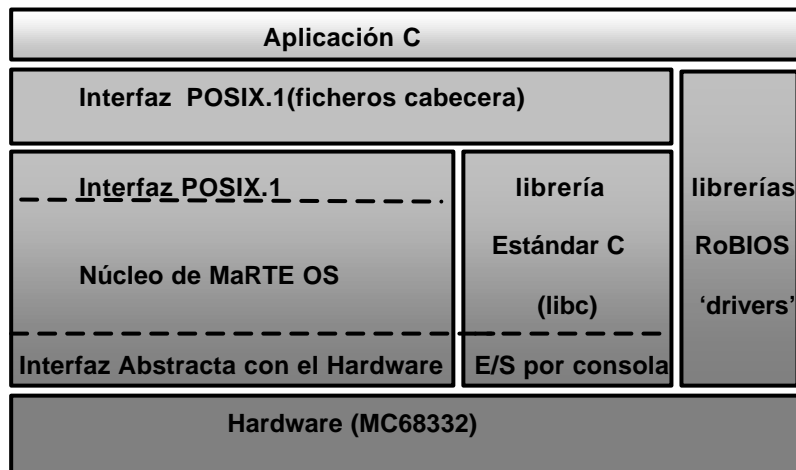 Aplicación C
Interfaz POSIX.1(ficheros cabecera)
Interfaz POSIX.1
Núcleo de MaRTE OS
Interfaz Abstracta con el Hardware
librería
Estándar C
(libc)
E/S por consola
librerías
RoBIOS
‘drivers’
Hardware (MC68332)